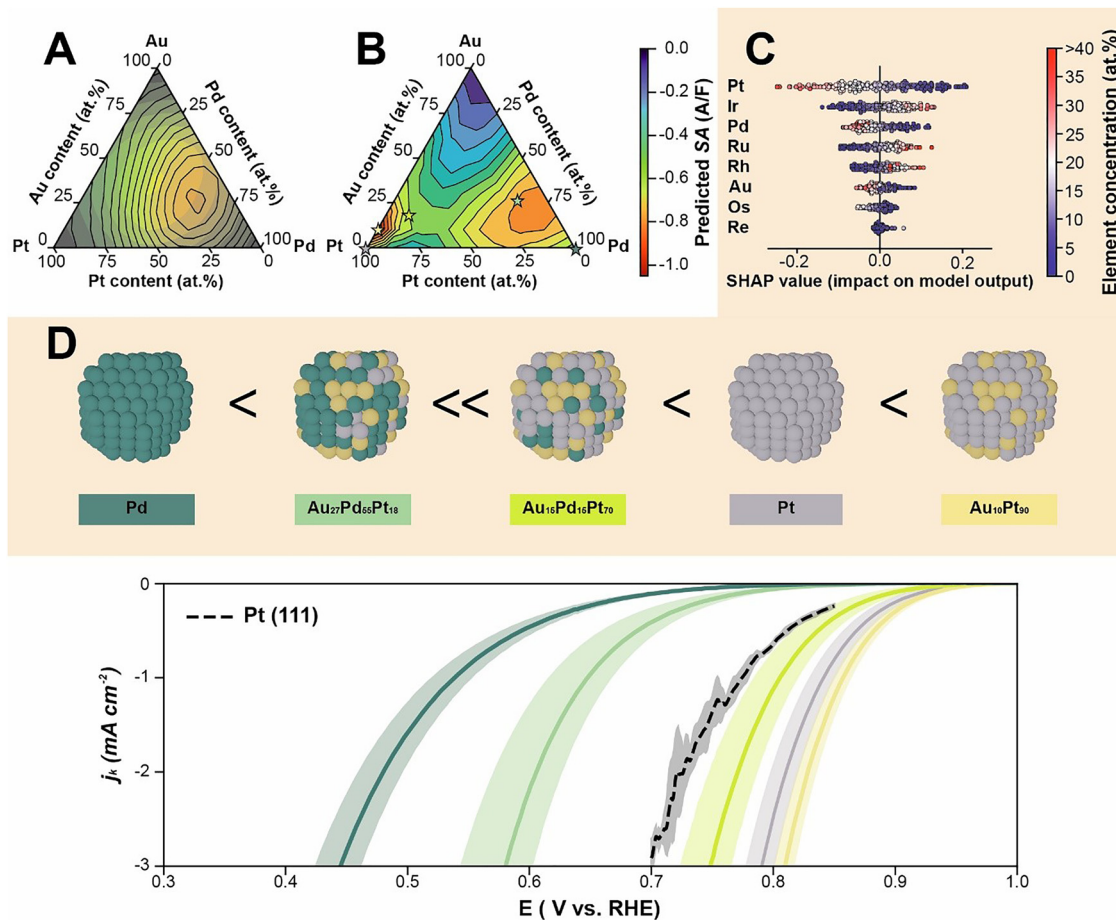 A
Au
100 0
Au content (at.%)
Pd content (at.%)
75
25
50
50
25
75
Pt
0
100
Pd
100 75 50 25 0
Pt content (at.%)
B
Au
100 0
Au content (at.%)
Pd content (at.%)
75
25
50
50
25
75
Pt
0
100
Pd
100 75 50 25 0
Pt content (at.%)
0.0
-0.2
-0.4
-0.6
-0.8
-1.0
Predicted SA (A/F)
C
Pt
Ir
Pd
Ru
Rh
Au
Os
Re
-0.2 0.0 0.2
SHAP value (impact on model output)
>40
35
30
25
20
15
10
5
0
Element concentration (at.%)
D
< << < <
Pd
Au₂₇Pd₅₅Pt₁₈
Au₁₅Pd₁₅Pt₇₀
Pt
Au₁₀Pt₉₀
Pt (111)
0
-1
-2
-3
jₖ (mA cm⁻²)
0.3 0.4 0.5 0.6 0.7 0.8 0.9 1.0
E ( V vs. RHE)